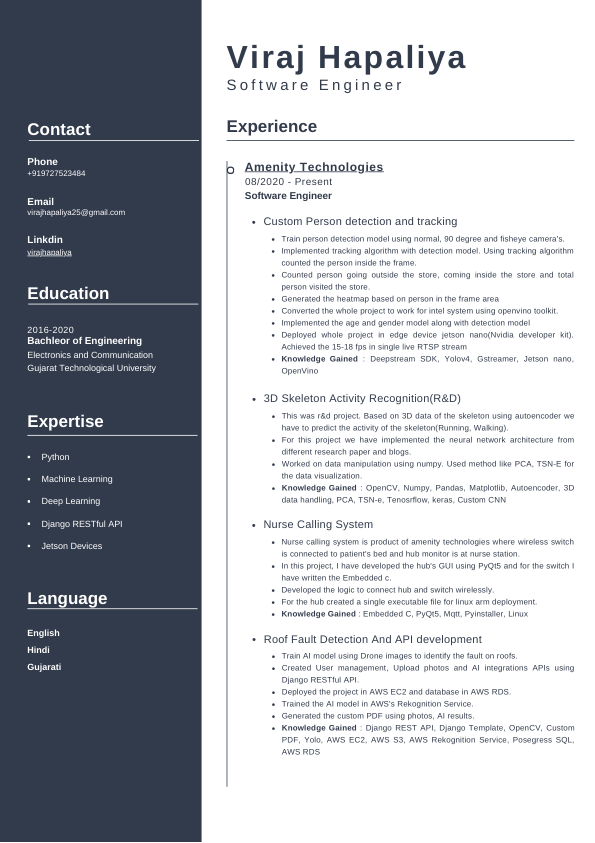 Viraj Hapaliya
Software Engineer
Contact
Phone
+919727523484
Email
virajhapaliya25@gmail.com
Linkdin
virajhapaliya
Education
2016-2020
Bachleor of Engineering
Electronics and Communication
Gujarat Technological University
Expertise
• Python
• Machine Learning
• Deep Learning
• Django RESTful API
• Jetson Devices
Language
English
Hindi
Gujarati
Experience
Amenity Technologies
08/2020 - Present
Software Engineer
• Custom Person detection and tracking
• Train person detection model using normal, 90 degree and fisheye camera's.
• Implemented tracking algorithm with detection model. Using tracking algorithm
counted the person inside the frame.
• Counted person going outside the store, coming inside the store and total
person visited the store.
• Generated the heatmap based on person in the frame area
• Converted the whole project to work for intel system using openvino toolkit.
• Implemented the age and gender model along with detection model
• Deployed whole project in edge device jetson nano(Nvidia developer kit).
Achieved the 15-18 fps in single live RTSP stream
• Knowledge Gained : Deepstream SDK, Yolov4, Gstreamer, Jetson nano,
OpenVino
• 3D Skeleton Activity Recognition(R&D)
• This was r&d project. Based on 3D data of the skeleton using autoencoder we
have to predict the activity of the skeleton(Running, Walking).
• For this project we have implemented the neural network architecture from
different research paper and blogs.
• Worked on data manipulation using numpy. Used method like PCA, TSN-E for
the data visualization.
• Knowledge Gained : OpenCV, Numpy, Pandas, Matplotlib, Autoencoder, 3D
data handling, PCA, TSN-e, Tenosrflow, keras, Custom CNN
• Nurse Calling System
• Nurse calling system is product of amenity technologies where wireless switch
is connected to patient's bed and hub monitor is at nurse station.
• In this project, I have developed the hub's GUI using PyQt5 and for the switch I
have written the Embedded c.
• Developed the logic to connect hub and switch wirelessly.
• For the hub created a single executable file for linux arm deployment.
• Knowledge Gained : Embedded C, PyQt5, Mqtt, Pyinstaller, Linux
• Roof Fault Detection And API development
• Train AI model using Drone images to identify the fault on roofs.
• Created User management, Upload photos and AI integrations APIs using
Django RESTful API.
• Deployed the project in AWS EC2 and database in AWS RDS.
• Trained the AI model in AWS's Rekognition Service.
• Generated the custom PDF using photos, AI results.
• Knowledge Gained : Django REST API, Django Template, OpenCV, Custom
PDF, Yolo, AWS EC2, AWS S3, AWS Rekognition Service, Posegress SQL,
AWS RDS